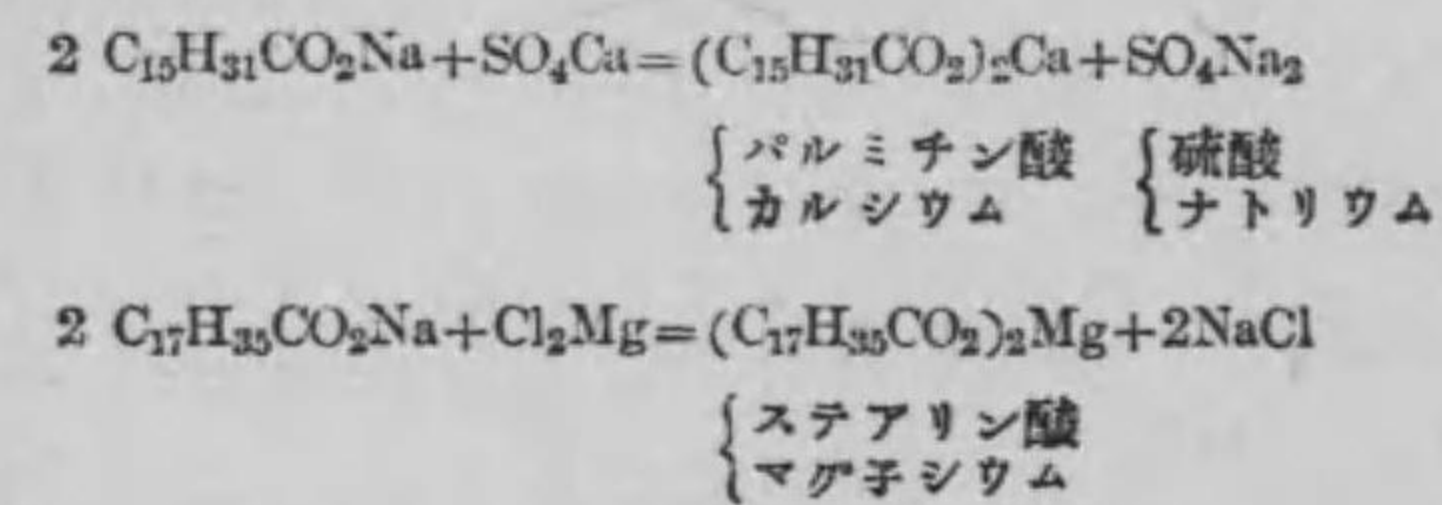 2 C₁₅H₃₁CO₂Na+SO₄Ca=(C₁₅H₃₁CO₂)₂Ca+SO₄Na₂
{パルミチン酸 {硫酸
カルシウム ナトリウム
2 C₁₇H₃₅CO₂Na+Cl₂Mg=(C₁₇H₃₅CO₂)₂Mg+2NaCl
{ステアリン酸
マグ子シウム